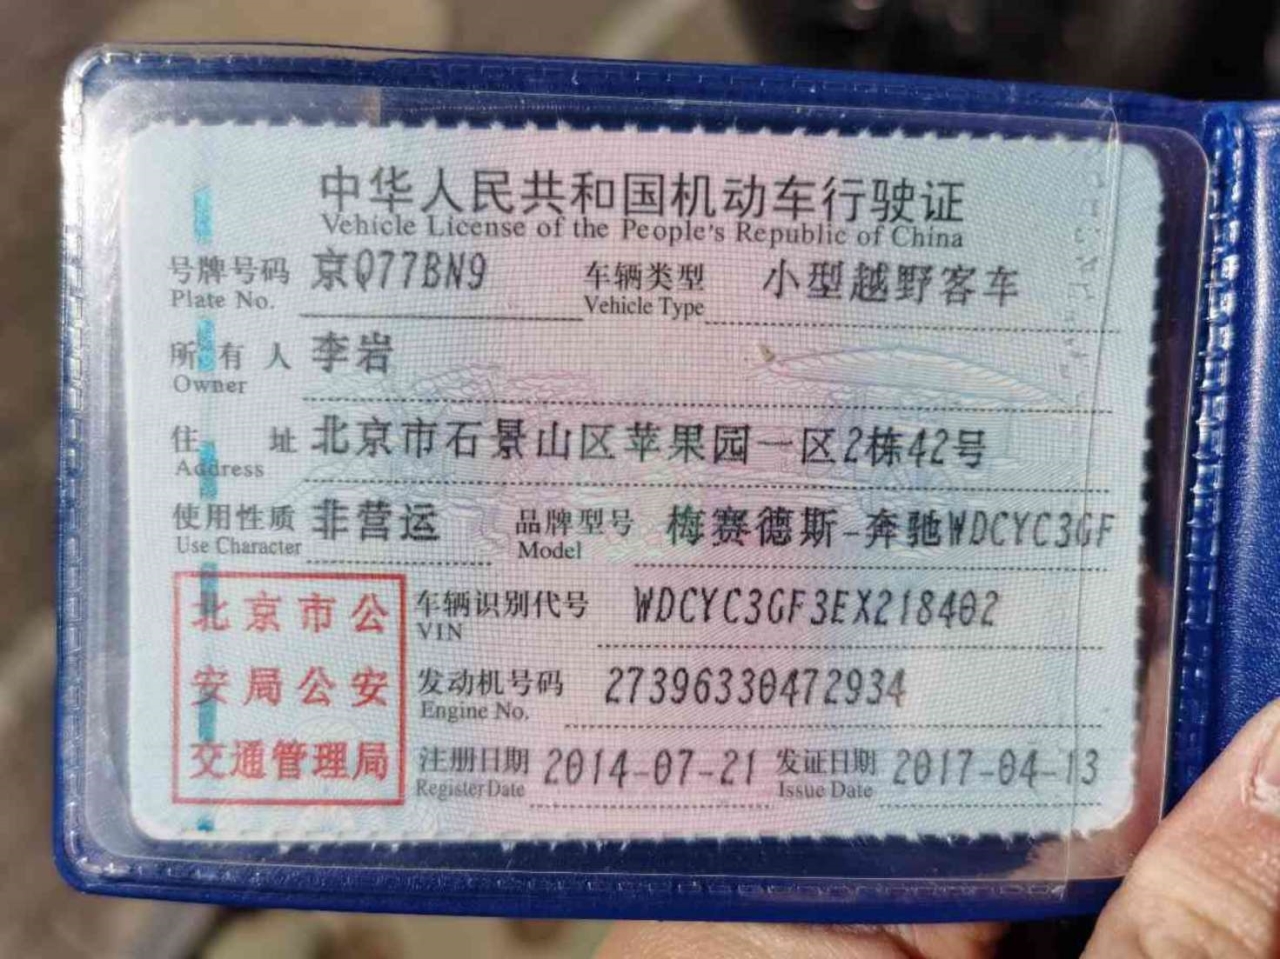 中华人民共和国机动车行驶证
Vehicle License of the People's Republic of China
号牌号码 京Q77BN9 车辆类型 小型越野客车
Plate No. Vehicle Type
所有人 李岩
Owner
住址 北京市石景山区苹果园一区2栋42号
Address
使用性质 非营运 品牌型号 梅赛德斯-奔驰WDCYC3GF
Use Character Model
北京市公
安局公安
交通管理局
车辆识别代号 WDCYC3GF3EX218402
VIN
发动机号码 27396330472934
Engine No.
注册日期 2014-07-21 发证日期 2017-04-13
Register Date Issue Date